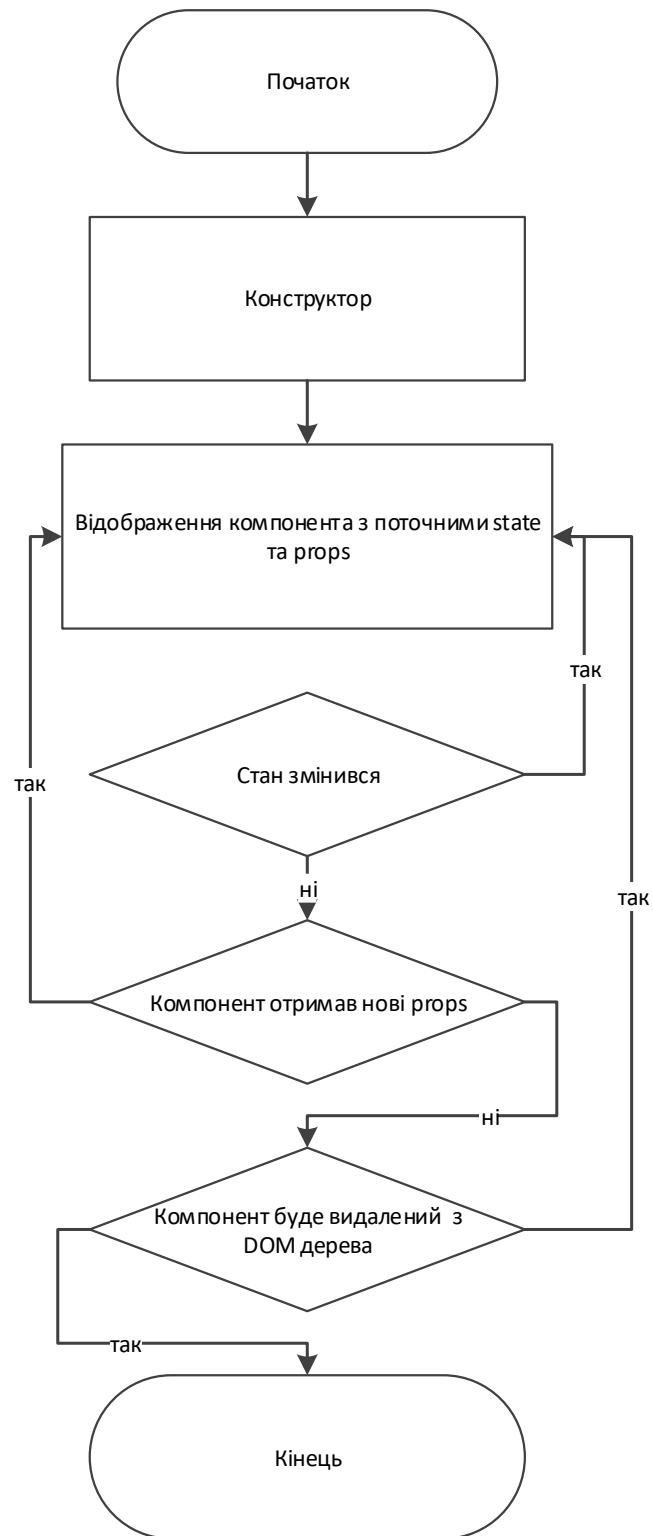 Початок
Конструктор
Відображення компонента з поточними state
та props
так
Стан змінився
так
ні
так
Компонент отримав нові props
ні
Компонент буде видалений з
DOM дерева
так
Кінець